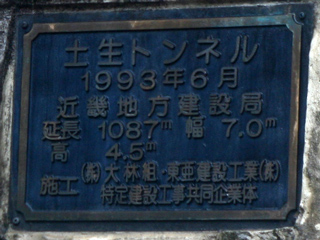 土生トンネル
1993年6月
近畿地方建設局
延長 1087m 幅 7.0m
高 4.5m
施工 (株)大林組・東亜建設工業(株)
特定建設工事共同企業体